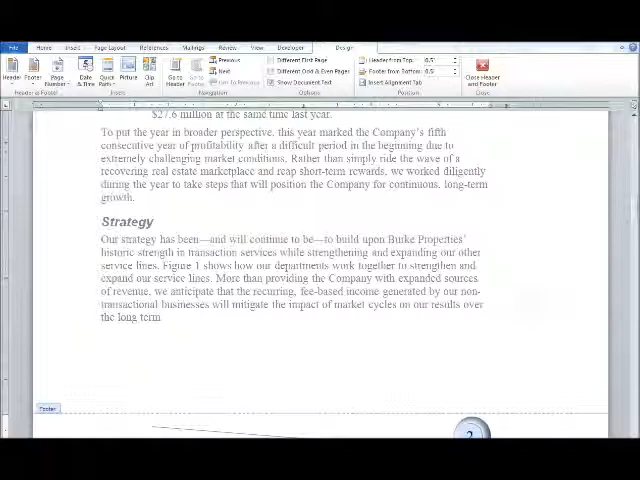 File Home Insert Page Layout References Mailings Review View Developer Design
Header Footer Page Number Date & Time Quick Parts Picture Clip Art Go to Header Go to Footer Previous Next Link to Previous
Different First Page
Different Odd & Even Pages
Show Document Text
Header from Top: 0.5"
Footer from Bottom: 0.5"
Insert Alignment Tab
Close Header and Footer
Header & Footer Insert Navigation Options Position Close
$27.6 million at the same time last year.
To put the year in broader perspective, this year marked the Company's fifth
consecutive year of profitability after a difficult period in the beginning due to
extremely challenging market conditions. Rather than simply ride the wave of a
recovering real estate marketplace and reap short-term rewards, we worked diligently
during the year to take steps that will position the Company for continuous, long-term
growth.
Strategy
Our strategy has been—and will continue to be—to build upon Burke Properties'
historic strength in transaction services while strengthening and expanding our other
service lines. Figure 1 shows how our departments work together to strengthen and
expand our service lines. More than providing the Company with expanded sources
of revenue, we anticipate that the recurring, fee-based income generated by our non-
transactional businesses will mitigate the impact of market cycles on our results over
the long term
Footer
2